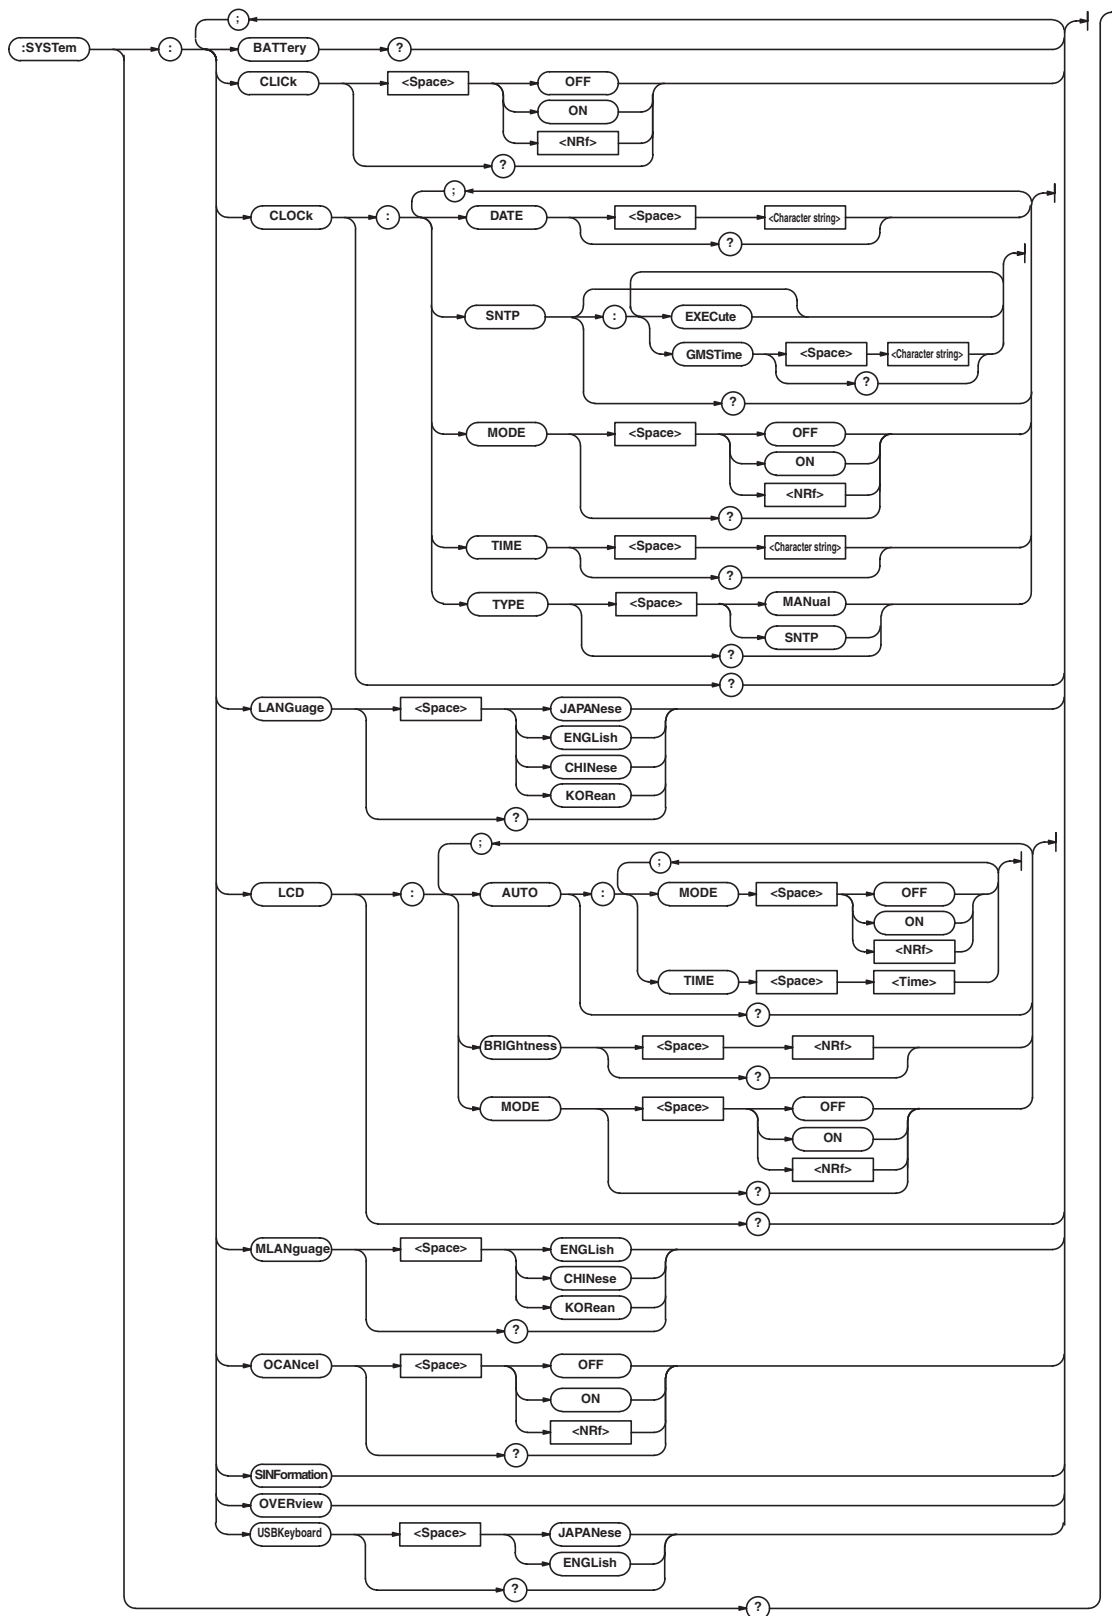 ;
:SYSTem : BATTery ?
CLICk <Space> OFF
ON
<NRf>
?
;
CLOCk : DATE <Space> <Character string>
?
SNTP : EXECute
GMSTime <Space> <Character string>
?
?
MODE <Space> OFF
ON
<NRf>
?
TIME <Space> <Character string>
?
TYPE <Space> MANual
SNTP
?
?
LANGuage <Space> JAPANese
ENGLish
CHINese
KORean
?
;
;
LCD : AUTO : MODE <Space> OFF
ON
<NRf>
TIME <Space> <Time>
?
BRIGhtness <Space> <NRf>
?
MODE <Space> OFF
ON
<NRf>
?
?
MLANguage <Space> ENGLish
CHINese
KORean
?
OCANcel <Space> OFF
ON
<NRf>
?
SINFormation
OVERview
USBKeyboard <Space> JAPANese
ENGLish
?
?